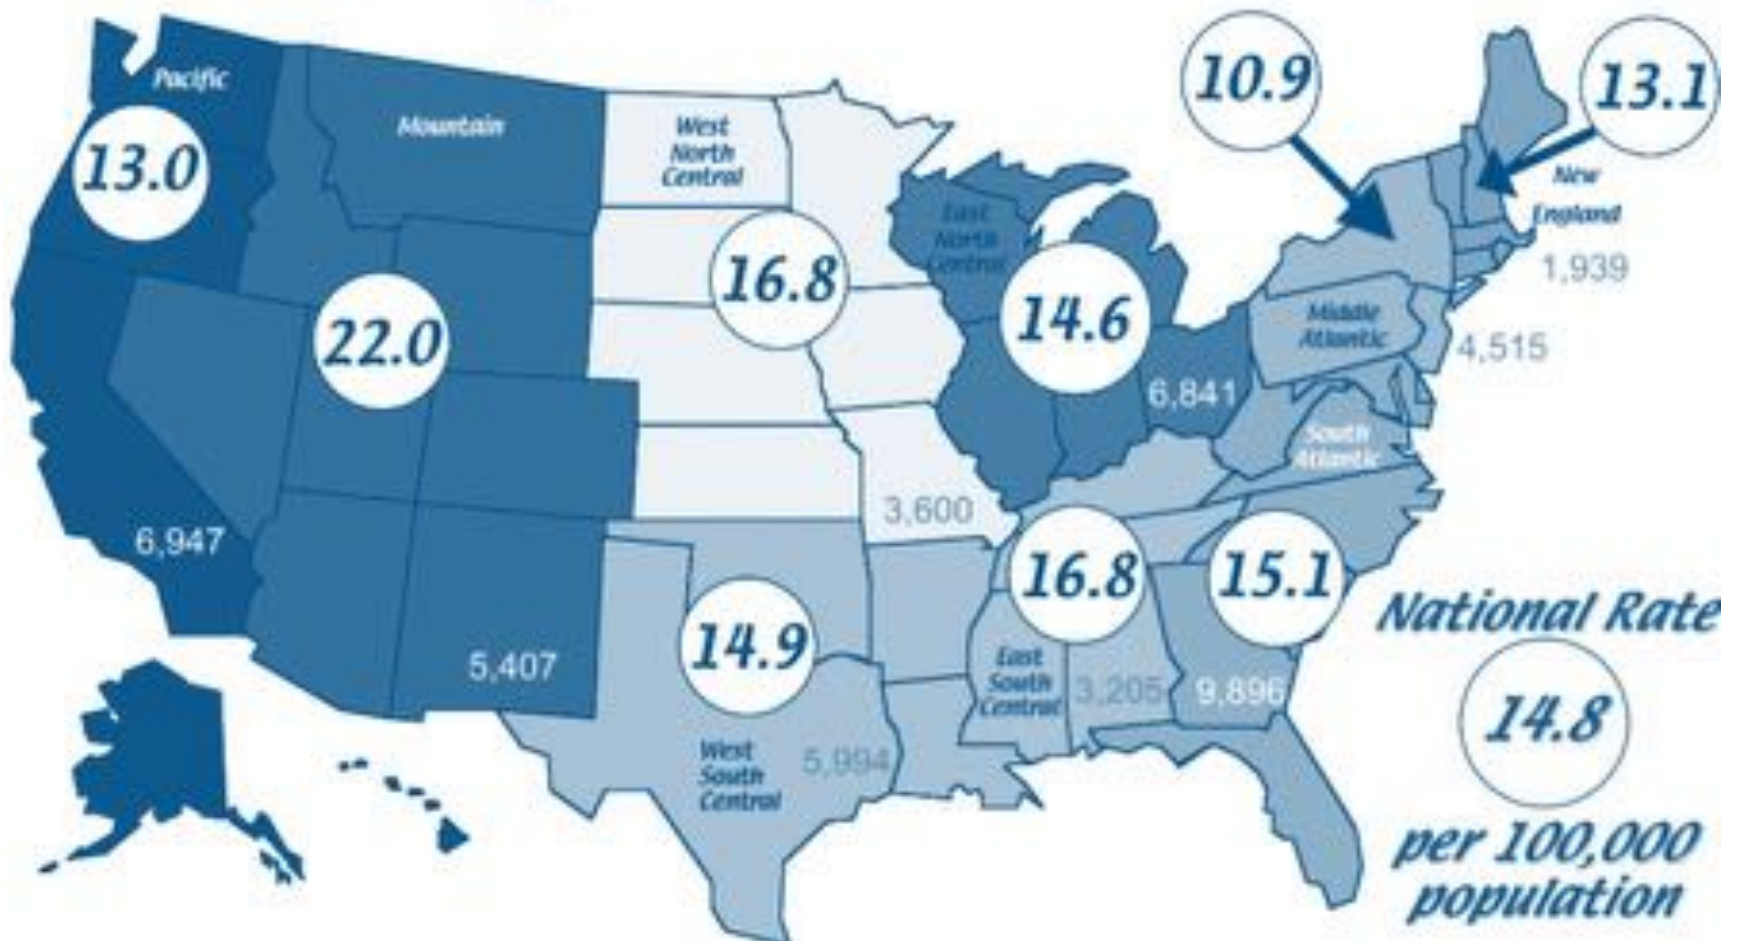 Pacific
13.0
6,947
Mountain
22.0
5,407
West
North
Central
16.8
3,600
West
South
Central
14.9
5,994
East
North
Central
14.6
6,841
East
South
Central
16.8
3,205
South
Atlantic
15.1
9,896
10.9
Middle
Atlantic
4,515
13.1
New
England
1,939
National Rate
14.8
per 100,000
population